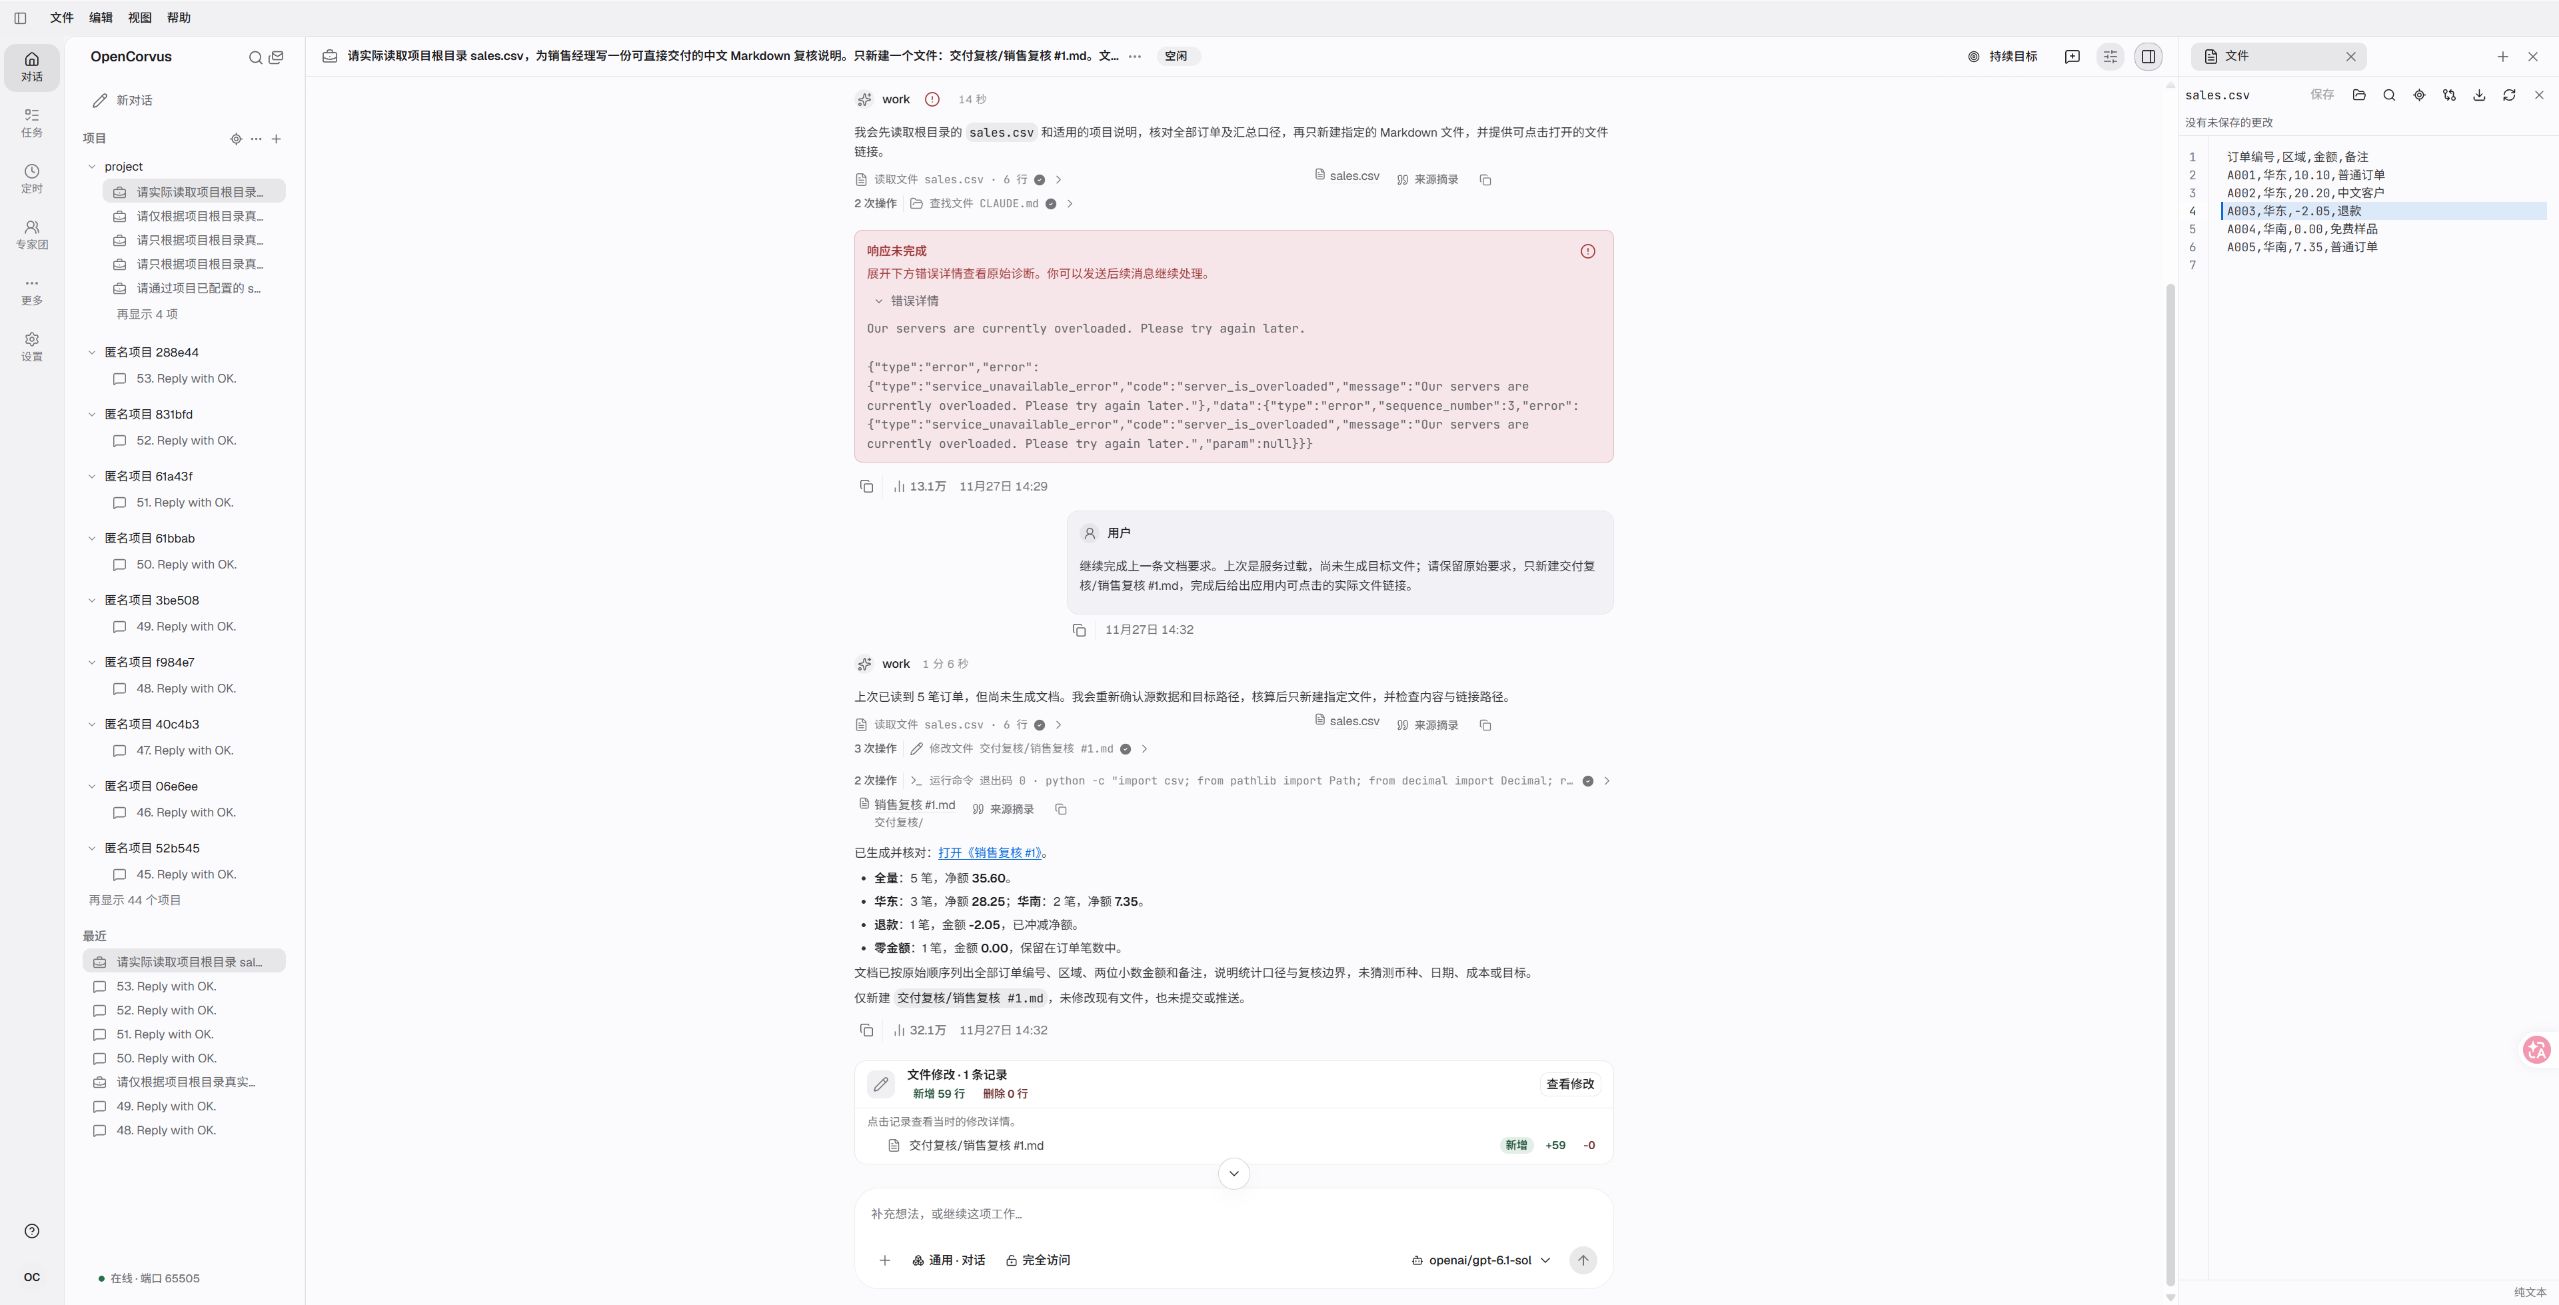 文件 编辑 视图 帮助
对话
任务
定时
专家团
更多
设置
OC
OpenCorvus
新对话
项目
project
请实际读取项目根目录...
请仅根据项目根目录真...
请只根据项目根目录真...
请只根据项目根目录真...
请通过项目已配置的 s...
再显示 4 项
匿名项目 288e44
53. Reply with OK.
匿名项目 831bfd
52. Reply with OK.
匿名项目 61a43f
51. Reply with OK.
匿名项目 61bbab
50. Reply with OK.
匿名项目 3be508
49. Reply with OK.
匿名项目 f984e7
48. Reply with OK.
匿名项目 40c4b3
47. Reply with OK.
匿名项目 06e6ee
46. Reply with OK.
匿名项目 52b545
45. Reply with OK.
再显示 44 个项目
最近
请实际读取项目根目录 sal...
53. Reply with OK.
52. Reply with OK.
51. Reply with OK.
50. Reply with OK.
请仅根据项目根目录真实...
49. Reply with OK.
48. Reply with OK.
在线 · 端口 65505
请实际读取项目根目录 sales.csv，为销售经理写一份可直接交付的中文 Markdown 复核说明。只新建一个文件：交付复核/销售复核 #1.md。文... 空闲 持续目标
work 14 秒
我会先读取根目录的 sales.csv 和适用的项目说明，核对全部订单及汇总口径，再只新建指定的 Markdown 文件，并提供可点击打开的文件
链接。
读取文件 sales.csv · 6 行 sales.csv 来源摘录
2 次操作 查找文件 CLAUDE.md
响应未完成
展开下方错误详情查看原始诊断。你可以发送后续消息继续处理。
错误详情
Our servers are currently overloaded. Please try again later.
{"type":"error","error":
{"type":"service_unavailable_error","code":"server_is_overloaded","message":"Our servers are
currently overloaded. Please try again later."},"data":{"type":"error","sequence_number":3,"error":
{"type":"service_unavailable_error","code":"server_is_overloaded","message":"Our servers are
currently overloaded. Please try again later.","param":null}}}
13.1万 11月27日 14:29
用户
继续完成上一条文档要求。上次是服务过载，尚未生成目标文件；请保留原始要求，只新建交付复
核/销售复核 #1.md，完成后给出应用内可点击的实际文件链接。
11月27日 14:32
work 1 分 6 秒
上次已读到 5 笔订单，但尚未生成文档。我会重新确认源数据和目标路径，核算后只新建指定文件，并检查内容与链接路径。
读取文件 sales.csv · 6 行 sales.csv 来源摘录
3 次操作 修改文件 交付复核/销售复核 #1.md
2 次操作 >_ 运行命令 退出码 0 · python -c "import csv; from pathlib import Path; from decimal import Decimal; r…
销售复核 #1.md 来源摘录
交付复核/
已生成并核对：打开《销售复核 #1》。
• 全量：5 笔，净额 35.60。
• 华东：3 笔，净额 28.25；华南：2 笔，净额 7.35。
• 退款：1 笔，金额 -2.05，已冲减净额。
• 零金额：1 笔，金额 0.00，保留在订单笔数中。
文档已按原始顺序列出全部订单编号、区域、两位小数金额和备注，说明统计口径与复核边界，未猜测币种、日期、成本或目标。
仅新建 交付复核/销售复核 #1.md，未修改现有文件，也未提交或推送。
32.1万 11月27日 14:32
文件修改 · 1 条记录
新增 59 行 删除 0 行
查看修改
点击记录查看当时的修改详情。
交付复核/销售复核 #1.md 新增 +59 -0
补充想法，或继续这项工作...
通用 · 对话 完全访问 openai/gpt-6.1-sol
文件
sales.csv 保存
没有未保存的更改
1 订单编号,区域,金额,备注
2 A001,华东,10.10,普通订单
3 A002,华东,20.20,中文客户
4 A003,华东,-2.05,退款
5 A004,华南,0.00,免费样品
6 A005,华南,7.35,普通订单
7
纯文本